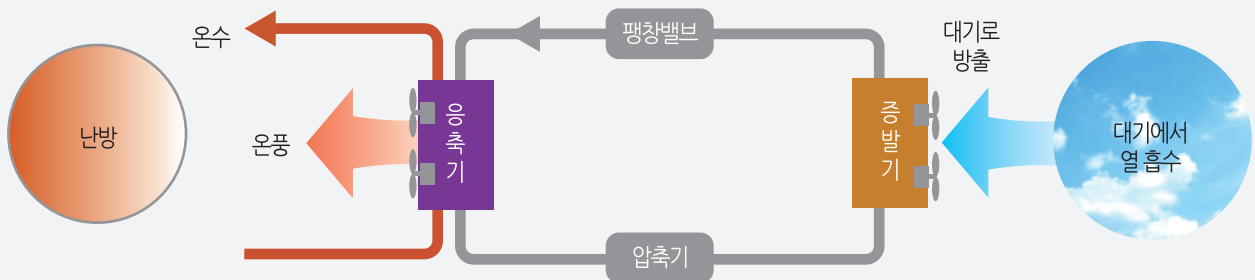 온수
팽창밸브
대기로
방출
난방
온풍
응
축
기
증
발
기
대기에서
열 흡수
압축기